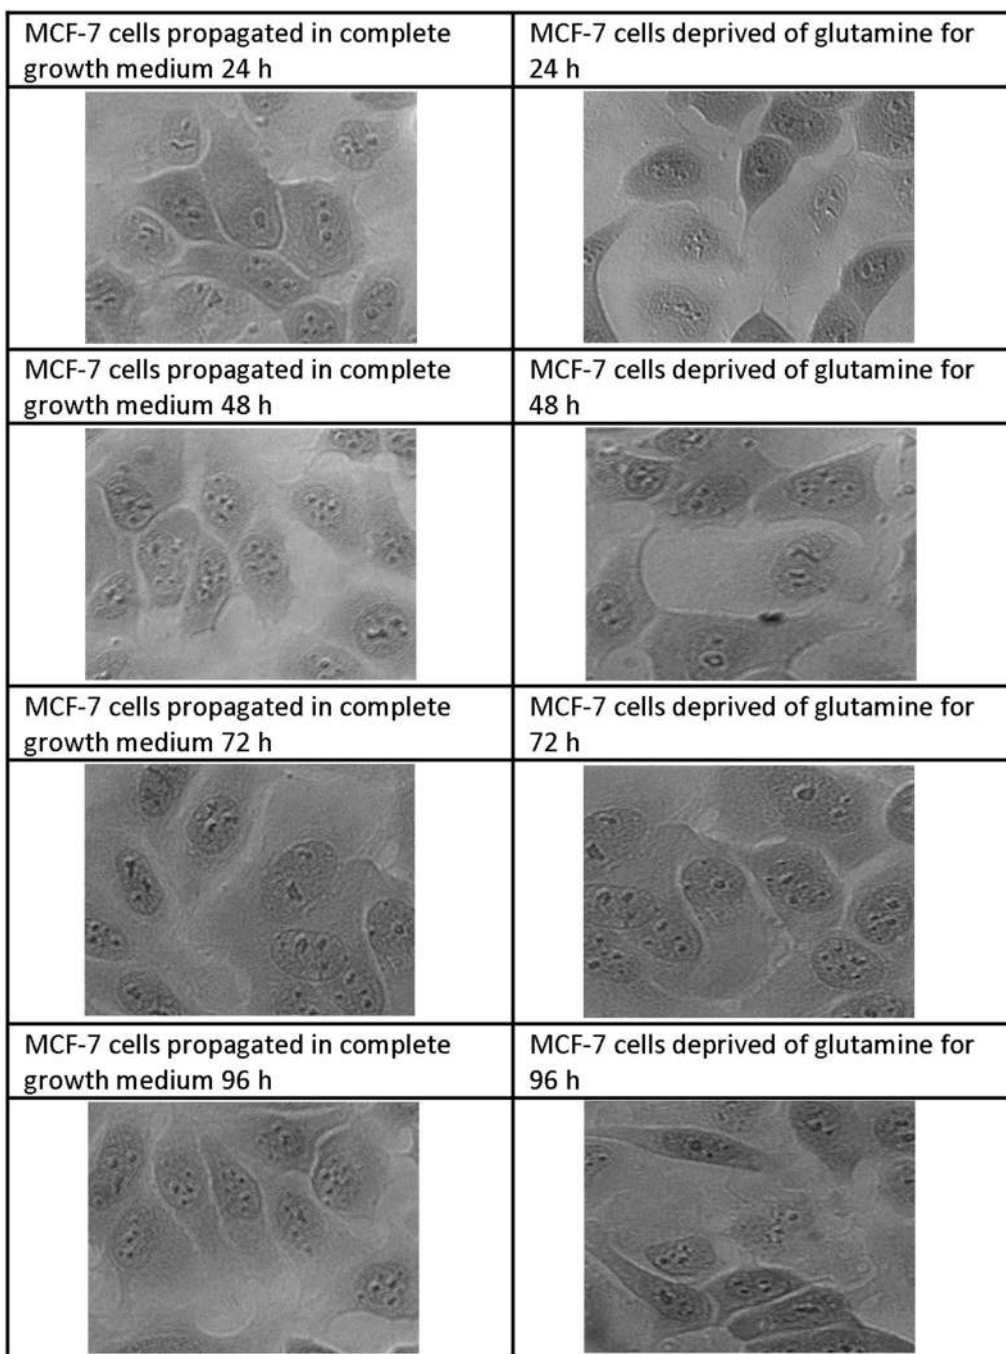 MCF-7 cells propagated in complete
growth medium 24 h
MCF-7 cells deprived of glutamine for
24 h
MCF-7 cells propagated in complete
growth medium 48 h
MCF-7 cells deprived of glutamine for
48 h
MCF-7 cells propagated in complete
growth medium 72 h
MCF-7 cells deprived of glutamine for
72 h
MCF-7 cells propagated in complete
growth medium 96 h
MCF-7 cells deprived of glutamine for
96 h